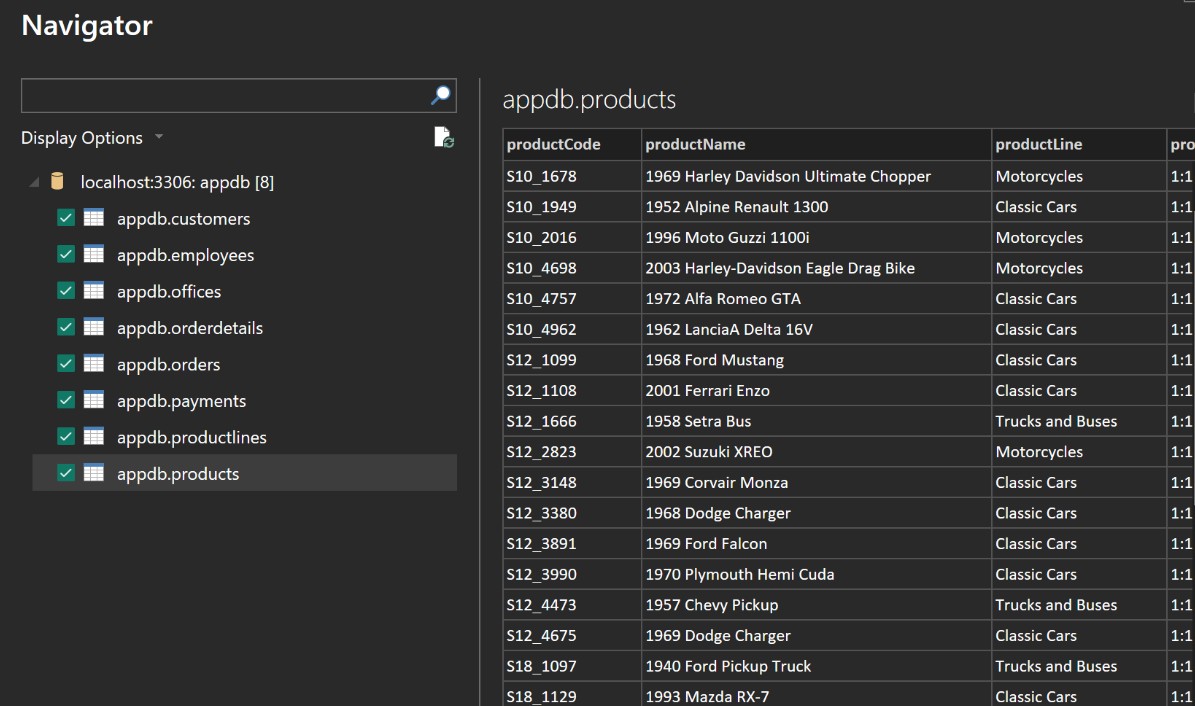 Navigator
Display Options
localhost:3306: appdb [8]
appdb.customers
appdb.employees
appdb.offices
appdb.orderdetails
appdb.orders
appdb.payments
appdb.productlines
appdb.products
appdb.products
productCode productName productLine pro
S10_1678 1969 Harley Davidson Ultimate Chopper Motorcycles 1:1
S10_1949 1952 Alpine Renault 1300 Classic Cars 1:1
S10_2016 1996 Moto Guzzi 1100i Motorcycles 1:1
S10_4698 2003 Harley-Davidson Eagle Drag Bike Motorcycles 1:1
S10_4757 1972 Alfa Romeo GTA Classic Cars 1:1
S10_4962 1962 LanciaA Delta 16V Classic Cars 1:1
S12_1099 1968 Ford Mustang Classic Cars 1:1
S12_1108 2001 Ferrari Enzo Classic Cars 1:1
S12_1666 1958 Setra Bus Trucks and Buses 1:1
S12_2823 2002 Suzuki XREO Motorcycles 1:1
S12_3148 1969 Corvair Monza Classic Cars 1:1
S12_3380 1968 Dodge Charger Classic Cars 1:1
S12_3891 1969 Ford Falcon Classic Cars 1:1
S12_3990 1970 Plymouth Hemi Cuda Classic Cars 1:1
S12_4473 1957 Chevy Pickup Trucks and Buses 1:1
S12_4675 1969 Dodge Charger Classic Cars 1:1
S18_1097 1940 Ford Pickup Truck Trucks and Buses 1:1
S18_1129 1993 Mazda RX-7 Classic Cars 1:1